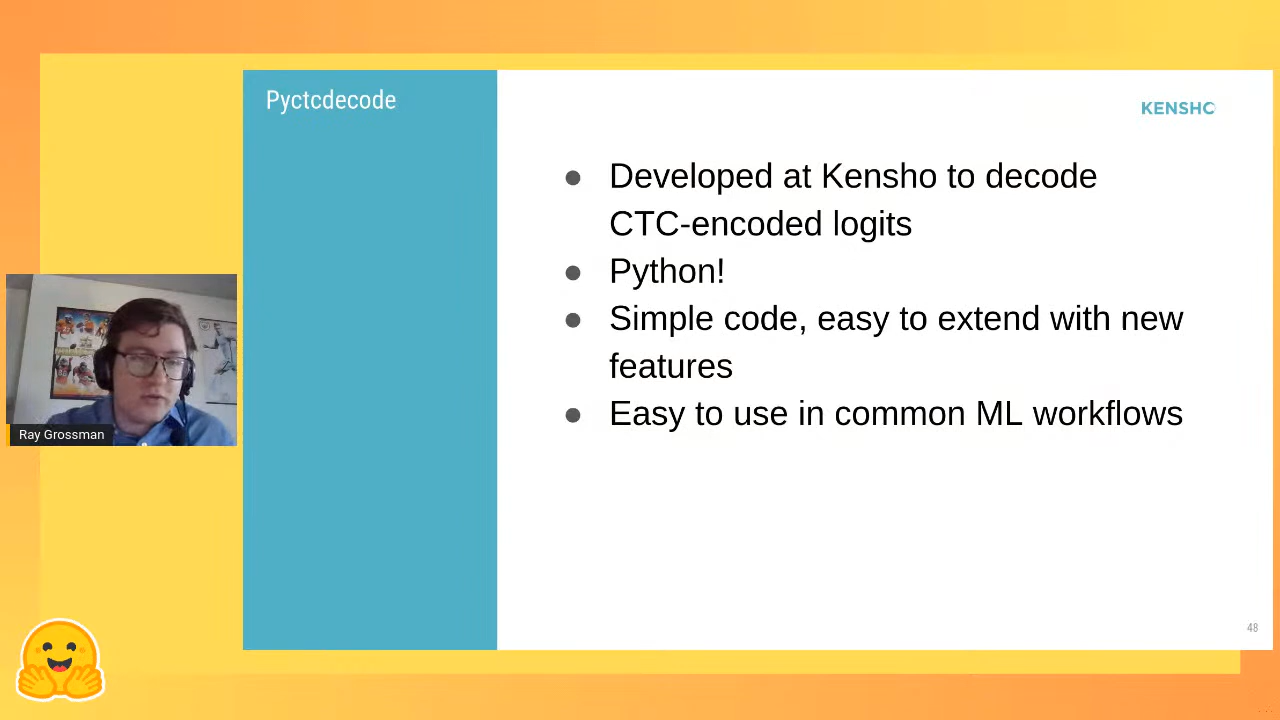 Pyctcdecode
KENSHO
● Developed at Kensho to decode
CTC-encoded logits
● Python!
● Simple code, easy to extend with new
features
● Easy to use in common ML workflows
Ray Grossman
48